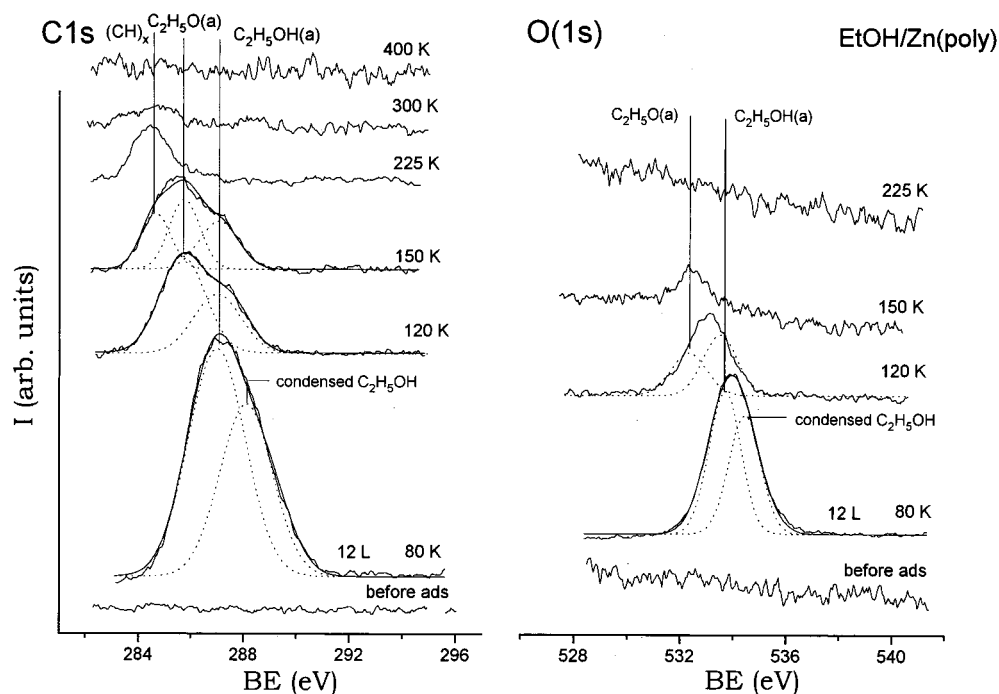 C1s
(CH)x
C2H5O(a)
C2H5OH(a)
400 K
300 K
225 K
150 K
120 K
condensed C2H5OH
12 L 80 K
before ads
I (arb. units)
284 288 292 296
BE (eV)
O(1s)
EtOH/Zn(poly)
C2H5O(a)
C2H5OH(a)
225 K
150 K
120 K
condensed C2H5OH
12 L 80 K
before ads
528 532 536 540
BE (eV)